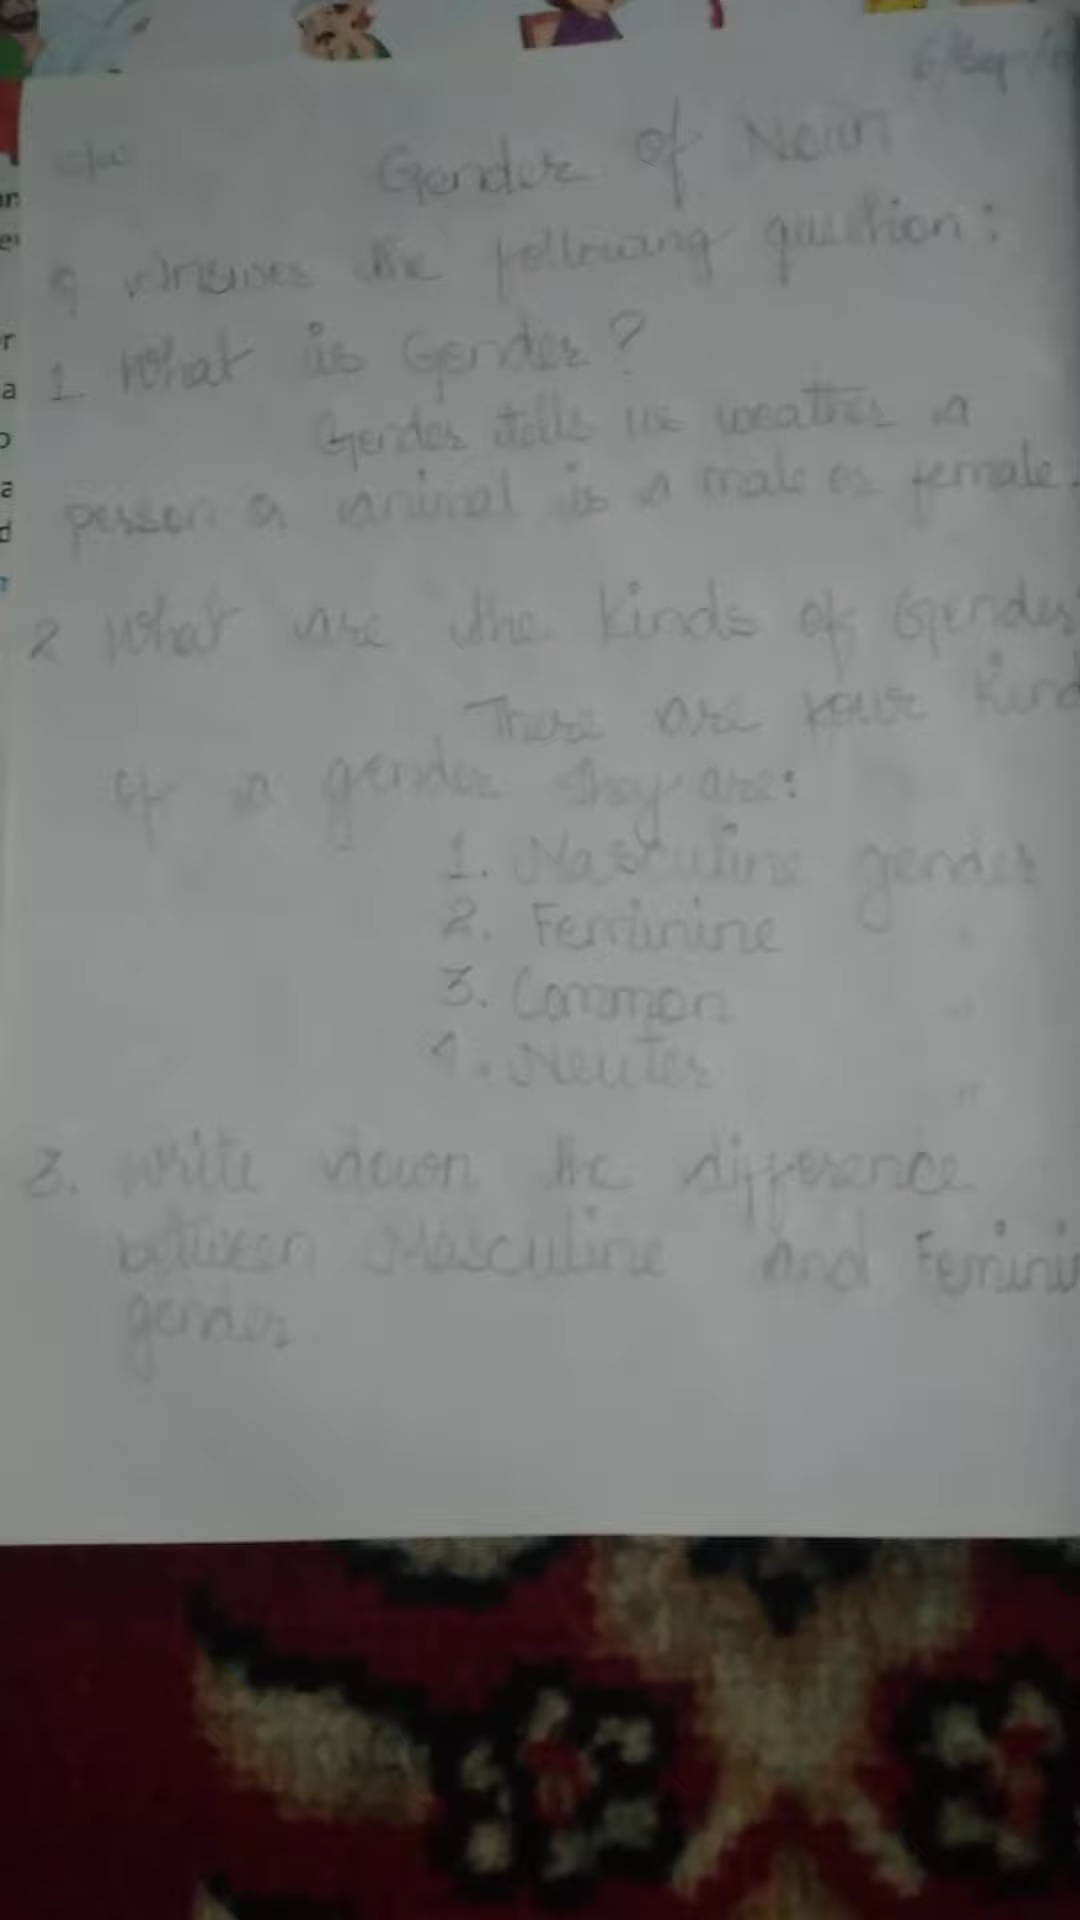 Gender of Noun
Q Answer the following question:
1. What is Gender?
Gender tells us weather a
person or animal is a male or female.
2 What are the kinds of Gender
There are four kind
of a gender they are:
1. Masculine gender
2. Feminine "
3. Common "
4. Neuter "
3. write down the difference
between Masculine and Femini
gender.